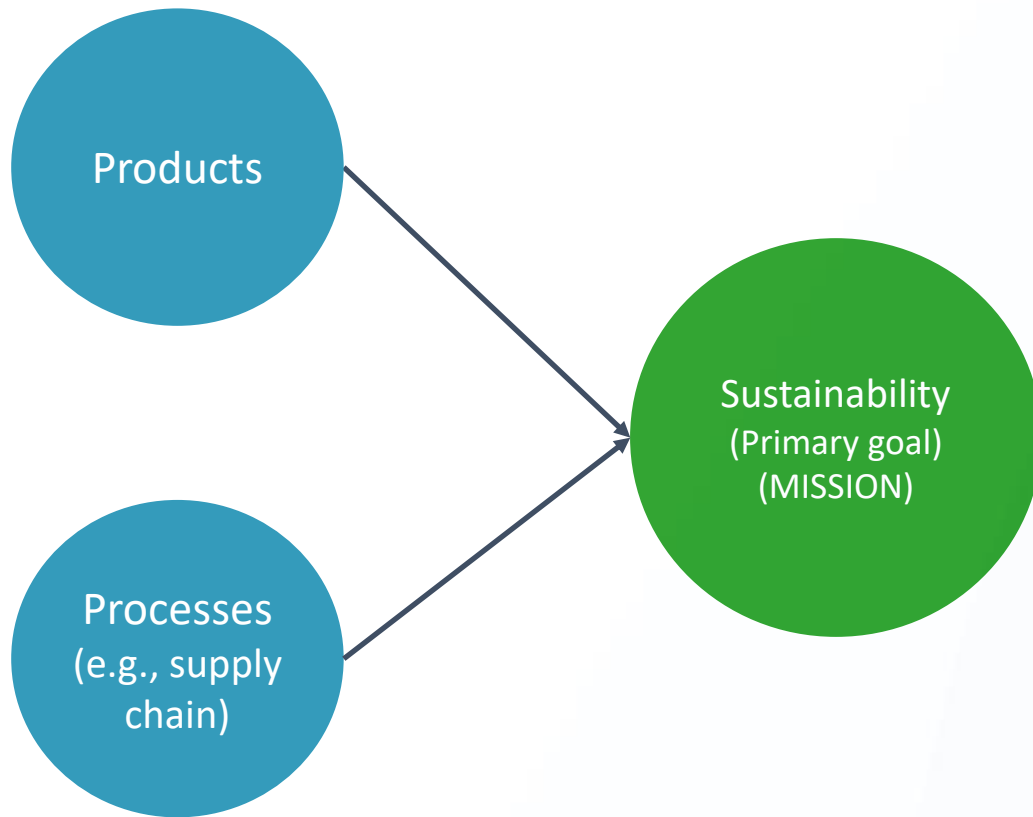 Products
Sustainability
(Primary goal)
(MISSION)
Processes
(e.g., supply
chain)